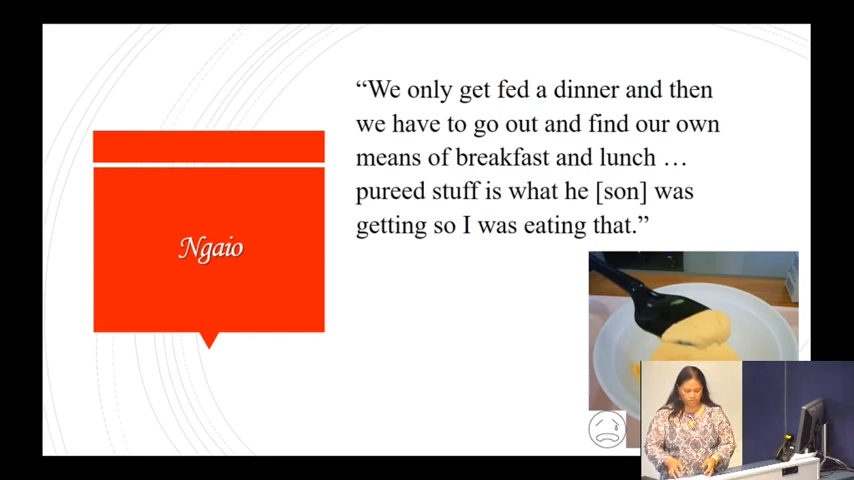 “We only get fed a dinner and then
we have to go out and find our own
means of breakfast and lunch …
pureed stuff is what he [son] was
getting so I was eating that.”
Ngaio